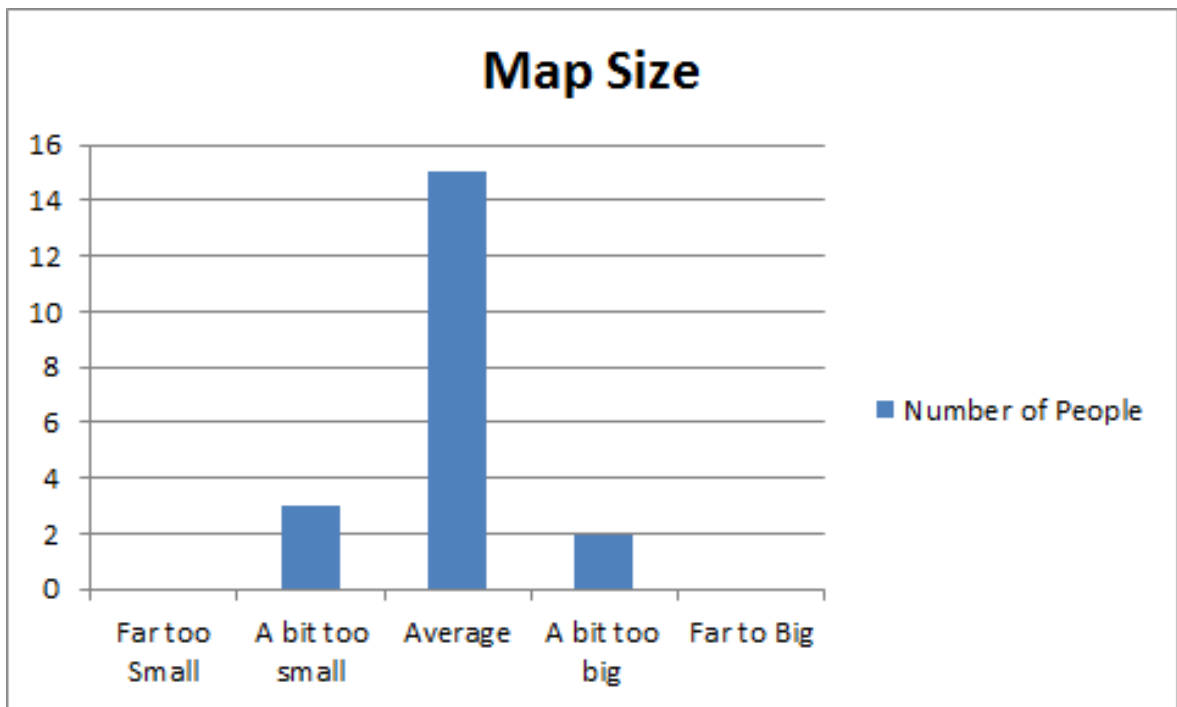 Map Size
16
14
12
10
8
6
4
2
0
Number of People
Far too
Small
A bit too
small
Average
A bit too
big
Far to Big